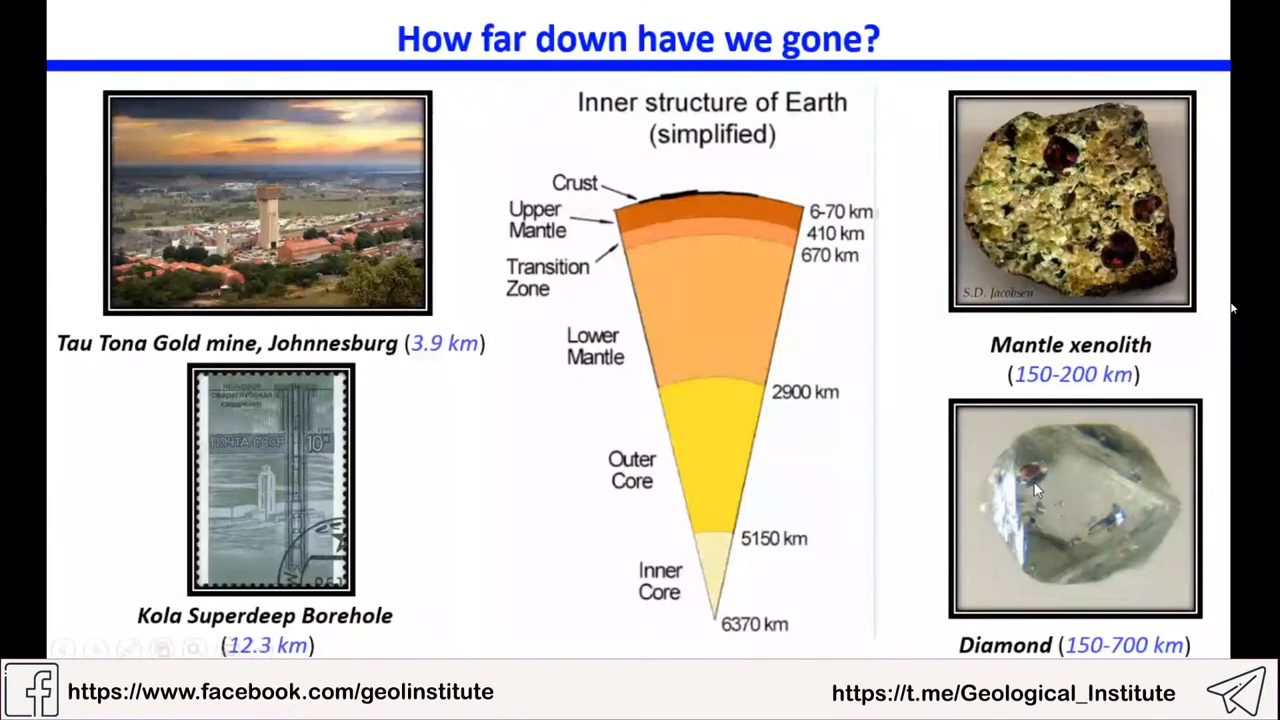 How far down have we gone?
Inner structure of Earth
(simplified)
Crust
Upper
Mantle
Transition
Zone
Lower
Mantle
Outer
Core
Inner
Core
6-70 km
410 km
670 km
2900 km
5150 km
6370 km
Tau Tona Gold mine, Johnnesburg (3.9 km)
ПОЧТА СССР 10
Kola Superdeep Borehole
(12.3 km)
S.D. Jacobsen
Mantle xenolith
(150-200 km)
Diamond (150-700 km)
https://www.facebook.com/geolinstitute
https://t.me/Geological_Institute